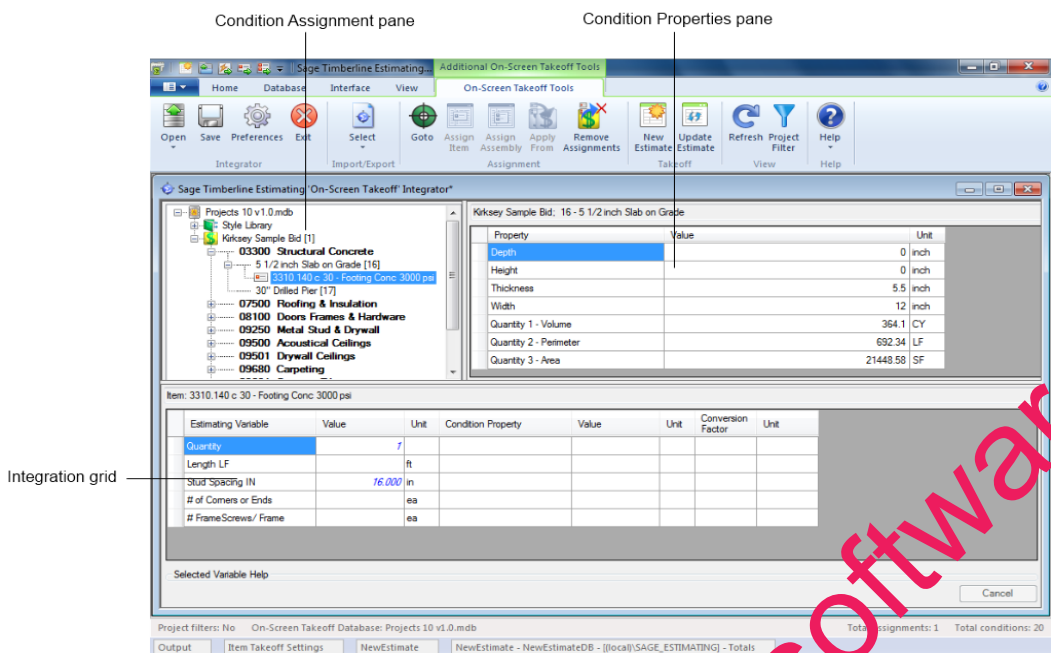 Condition Assignment pane
Condition Properties pane
Sage Timberline Estimating... Additional On-Screen Takeoff Tools
Home Database Interface View On-Screen Takeoff Tools
Open Save Preferences Exit Select Goto Assign Item Assign Assembly Apply From Remove Assignments New Estimate Update Estimate Refresh Project Filter Help
Integrator Import/Export Assignment Takeoff View Help
Sage Timberline Estimating 'On-Screen Takeoff' Integrator*
Projects 10 v1.0.mdb
Style Library
Kirksey Sample Bid [1]
03300 Structural Concrete
5 1/2 inch Slab on Grade [16]
3310.140 c 30 - Footing Conc 3000 psi
30" Drilled Pier [17]
07500 Roofing & Insulation
08100 Doors Frames & Hardware
09250 Metal Stud & Drywall
09500 Acoustical Ceilings
09501 Drywall Ceilings
09680 Carpeting
Kirksey Sample Bid; 16 - 5 1/2 inch Slab on Grade
Property Value Unit
Depth 0 inch
Height 0 inch
Thickness 5.5 inch
Width 12 inch
Quantity 1 - Volume 364.1 CY
Quantity 2 - Perimeter 692.34 LF
Quantity 3 - Area 21448.58 SF
Item: 3310.140 c 30 - Footing Conc 3000 psi
Estimating Variable Value Unit Condition Property Value Unit Conversion Factor Unit
Quantity 1
Length LF ft
Stud Spacing IN 16.000 in
# of Corners or Ends ea
# FrameScrews/ Frame ea
Integration grid
Selected Variable Help
Cancel
Project filters: No On-Screen Takeoff Database: Projects 10 v1.0.mdb Total assignments: 1 Total conditions: 20
Output Item Takeoff Settings NewEstimate NewEstimate - NewEstimateDB - [(local)\SAGE_ESTIMATING] - Totals
softwar